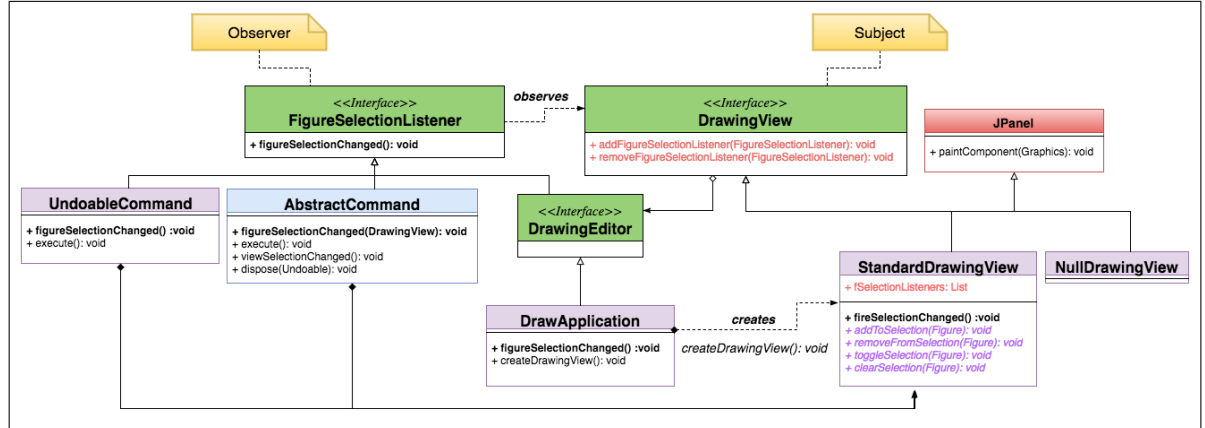 Observer
Subject
<<Interface>>
FigureSelectionListener
+ figureSelectionChanged(): void
observes
<<Interface>>
DrawingView
+ addFigureSelectionListener(FigureSelectionListener): void
+ removeFigureSelectionListener(FigureSelectionListener): void
JPanel
+ paintComponent(Graphics): void
UndoableCommand
+ figureSelectionChanged() :void
+ execute(): void
AbstractCommand
+ figureSelectionChanged(DrawingView): void
+ execute(): void
+ viewSelectionChanged(): void
+ dispose(Undoable): void
<<Interface>>
DrawingEditor
StandardDrawingView
+ fSelectionListeners: List
+ fireSelectionChanged() :void
+ addToSelection(Figure): void
+ removeFromSelection(Figure): void
+ toggleSelection(Figure): void
+ clearSelection(Figure): void
NullDrawingView
DrawApplication
+ figureSelectionChanged() :void
+ createDrawingView(): void
creates
createDrawingView(): void